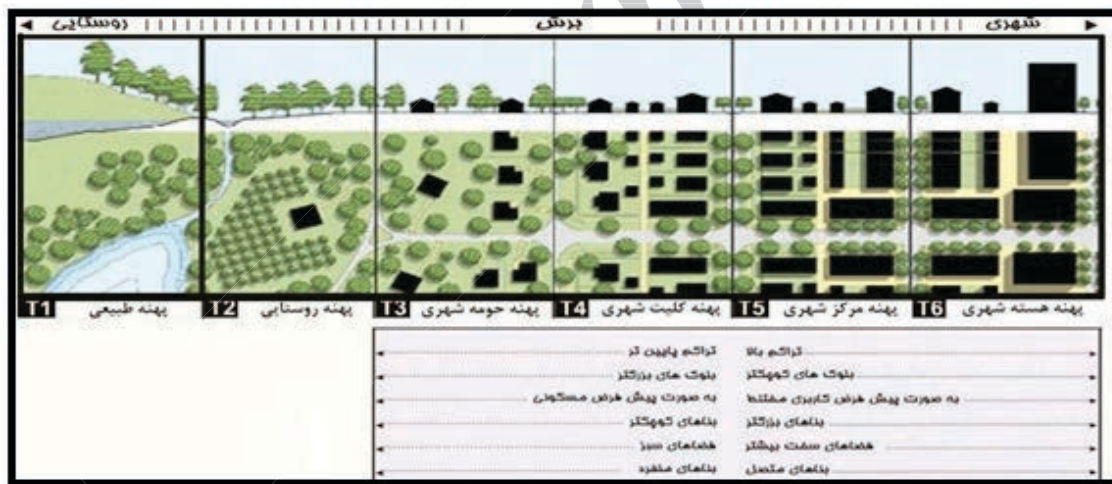 شهری برش روستایی
T1 پهنه طبیعی T2 پهنه روستایی T3 پهنه حومه شهری T4 پهنه کلیت شهری T5 پهنه مرکز شهری T6 پهنه هسته شهری
تراکم بالا تراکم پایین تر
بلوک های کوچکتر بلوک های بزرگتر
به صورت پیش فرض کاربری مختلط به صورت پیش فرض مسکونی
بناهای بزرگتر بناهای کوچکتر
فضاهای سخت بیشتر فضاهای سبز
بناهای متصل بناهای منفرد